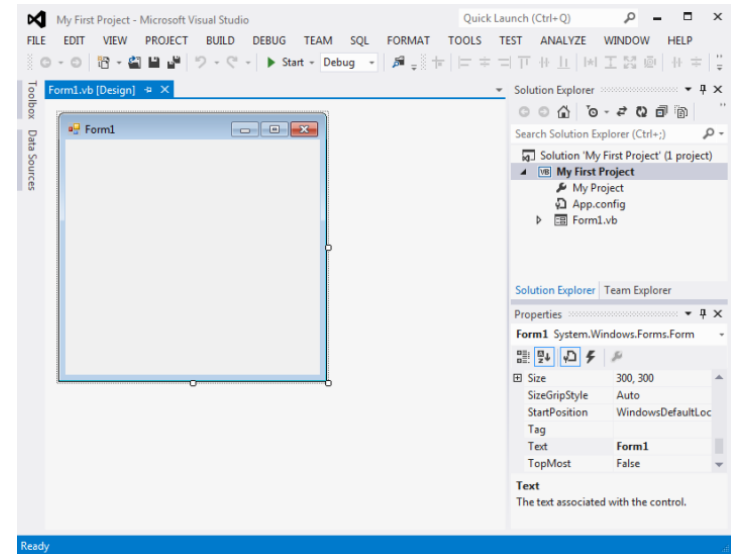 My First Project - Microsoft Visual Studio
Quick Launch (Ctrl+Q)
FILE EDIT VIEW PROJECT BUILD DEBUG TEAM SQL FORMAT TOOLS TEST ANALYZE WINDOW HELP
Start Debug
Toolbox
Data Sources
Form1.vb [Design]
Form1
Solution Explorer
Search Solution Explorer (Ctrl+;)
Solution 'My First Project' (1 project)
VB My First Project
My Project
App.config
Form1.vb
Solution Explorer Team Explorer
Properties
Form1 System.Windows.Forms.Form
Size 300, 300
SizeGripStyle Auto
StartPosition WindowsDefaultLoc
Tag
Text Form1
TopMost False
Text
The text associated with the control.
Ready